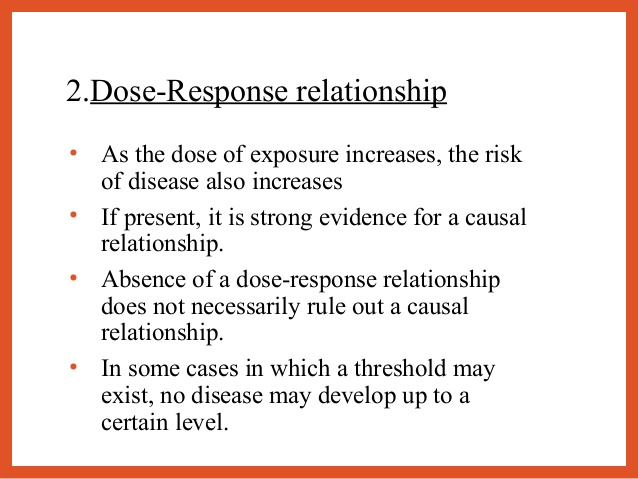 2.Dose-Response relationship
• As the dose of exposure increases, the risk
of disease also increases
• If present, it is strong evidence for a causal
relationship.
• Absence of a dose-response relationship
does not necessarily rule out a causal
relationship.
• In some cases in which a threshold may
exist, no disease may develop up to a
certain level.